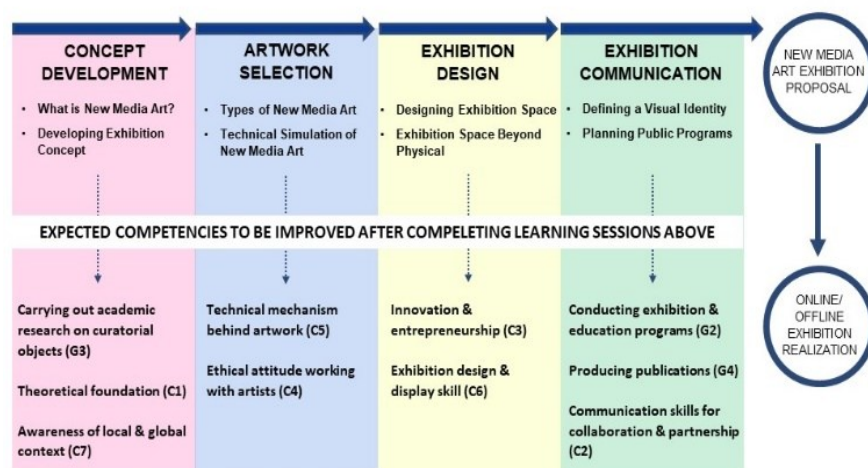 CONCEPT
DEVELOPMENT
• What is New Media Art?
• Developing Exhibition
Concept
ARTWORK
SELECTION
• Types of New Media Art
• Technical Simulation of
New Media Art
EXHIBITION
DESIGN
• Designing Exhibition Space
• Exhibition Space Beyond
Physical
EXHIBITION
COMMUNICATION
• Defining a Visual Identity
• Planning Public Programs
NEW MEDIA
ART EXHIBITION
PROPOSAL
EXPECTED COMPETENCIES TO BE IMPROVED AFTER COMPELETING LEARNING SESSIONS ABOVE
Carrying out academic
research on curatorial
objects (G3)
Theoretical foundation (C1)
Awareness of local & global
context (C7)
Technical mechanism
behind artwork (C5)
Ethical attitude working
with artists (C4)
Innovation &
entrepreneurship (C3)
Exhibition design &
display skill (C6)
Conducting exhibition &
education programs (G2)
Producing publications (G4)
Communication skills for
collaboration & partnership
(C2)
ONLINE/
OFFLINE
EXHIBITION
REALIZATION